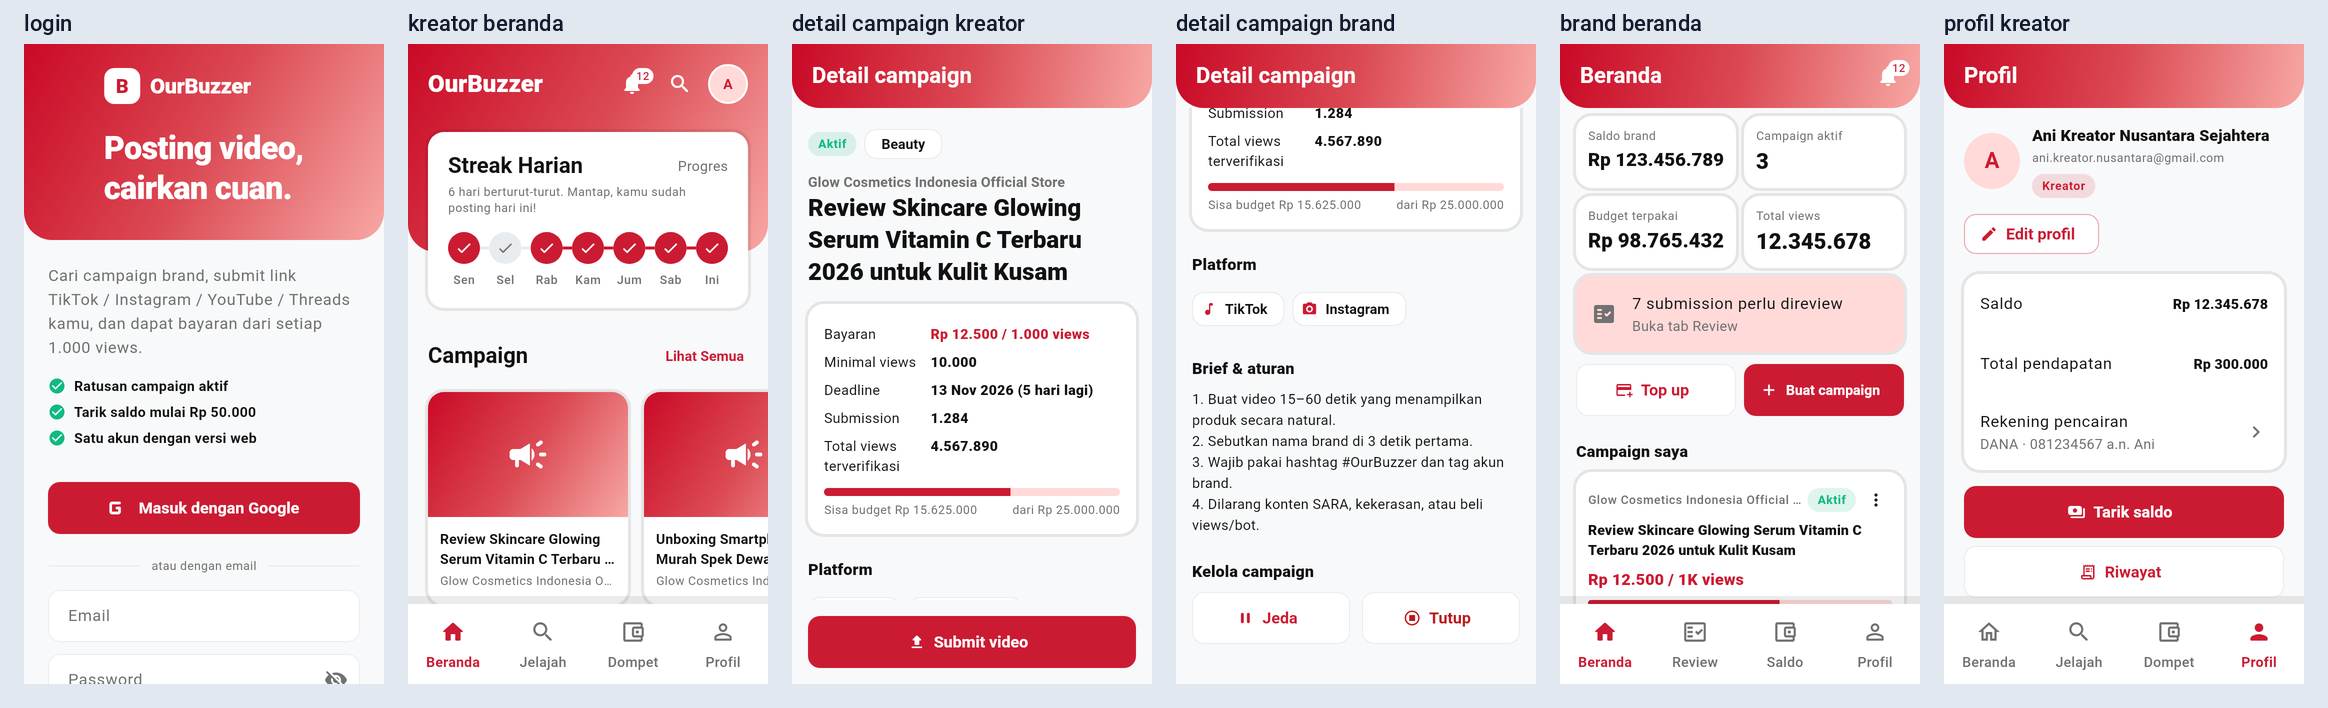 login
B OurBuzzer
Posting video,
cairkan cuan.
Cari campaign brand, submit link
TikTok / Instagram / YouTube / Threads
kamu, dan dapat bayaran dari setiap
1.000 views.
Ratusan campaign aktif
Tarik saldo mulai Rp 50.000
Satu akun dengan versi web
G Masuk dengan Google
atau dengan email
Email
Password
kreator beranda
OurBuzzer 12 A
Streak Harian Progres
6 hari berturut-turut. Mantap, kamu sudah
posting hari ini!
Sen Sel Rab Kam Jum Sab Ini
Campaign Lihat Semua
Review Skincare Glowing
Serum Vitamin C Terbaru ...
Glow Cosmetics Indonesia O...
Unboxing Smartpl
Murah Spek Dewa
Glow Cosmetics Ind
Beranda Jelajah Dompet Profil
detail campaign kreator
Detail campaign
Aktif Beauty
Glow Cosmetics Indonesia Official Store
Review Skincare Glowing
Serum Vitamin C Terbaru
2026 untuk Kulit Kusam
Bayaran Rp 12.500 / 1.000 views
Minimal views 10.000
Deadline 13 Nov 2026 (5 hari lagi)
Submission 1.284
Total views 4.567.890
terverifikasi
Sisa budget Rp 15.625.000 dari Rp 25.000.000
Platform
Submit video
detail campaign brand
Detail campaign
Submission 1.284
Total views 4.567.890
terverifikasi
Sisa budget Rp 15.625.000 dari Rp 25.000.000
Platform
TikTok Instagram
Brief & aturan
1. Buat video 15–60 detik yang menampilkan
produk secara natural.
2. Sebutkan nama brand di 3 detik pertama.
3. Wajib pakai hashtag #OurBuzzer dan tag akun
brand.
4. Dilarang konten SARA, kekerasan, atau beli
views/bot.
Kelola campaign
Jeda Tutup
brand beranda
Beranda 12
Saldo brand Campaign aktif
Rp 123.456.789 3
Budget terpakai Total views
Rp 98.765.432 12.345.678
7 submission perlu direview
Buka tab Review
Top up + Buat campaign
Campaign saya
Glow Cosmetics Indonesia Official ... Aktif
Review Skincare Glowing Serum Vitamin C
Terbaru 2026 untuk Kulit Kusam
Rp 12.500 / 1K views
Beranda Review Saldo Profil
profil kreator
Profil
A
Ani Kreator Nusantara Sejahtera
ani.kreator.nusantara@gmail.com
Kreator
Edit profil
Saldo Rp 12.345.678
Total pendapatan Rp 300.000
Rekening pencairan
DANA · 081234567 a.n. Ani
Tarik saldo
Riwayat
Beranda Jelajah Dompet Profil